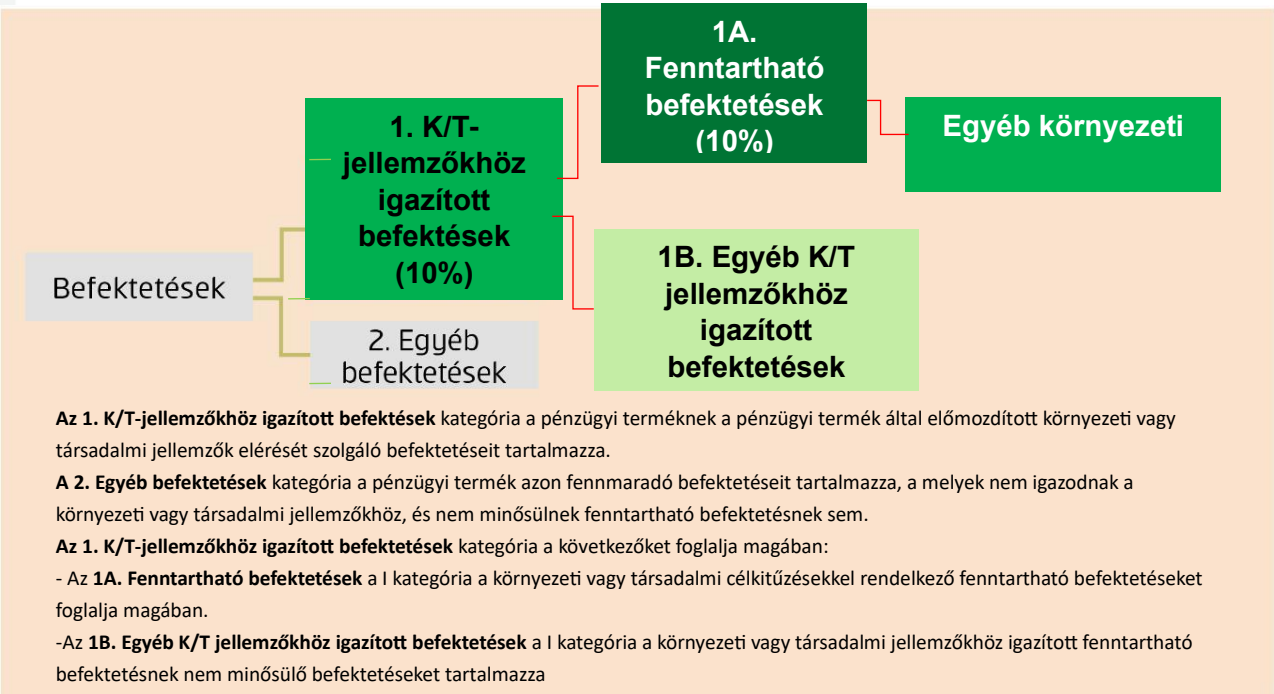 1A.
Fenntartható
befektetések
(10%)
Egyéb környezeti
1. K/T-
jellemzőkhöz
igazított
befektések
(10%)
1B. Egyéb K/T
jellemzőkhöz
igazított
befektetések
Befektetések
2. Egyéb
befektetések
Az 1. K/T-jellemzőkhöz igazított befektések kategória a pénzügyi terméknek a pénzügyi termék által előmozdított környezeti vagy
társadalmi jellemzők elérését szolgáló befektetéseit tartalmazza.
A 2. Egyéb befektetések kategória a pénzügyi termék azon fennmaradó befektetéseit tartalmazza, a melyek nem igazodnak a
környezeti vagy társadalmi jellemzőkhöz, és nem minősülnek fenntartható befektetésnek sem.
Az 1. K/T-jellemzőkhöz igazított befektetések kategória a következőket foglalja magában:
- Az 1A. Fenntartható befektetések a I kategória a környezeti vagy társadalmi célkitűzésekkel rendelkező fenntartható befektetéseket
foglalja magában.
-Az 1B. Egyéb K/T jellemzőkhöz igazított befektetések a I kategória a környezeti vagy társadalmi jellemzőkhöz igazított fenntartható
befektetésnek nem minősülő befektetéseket tartalmazza